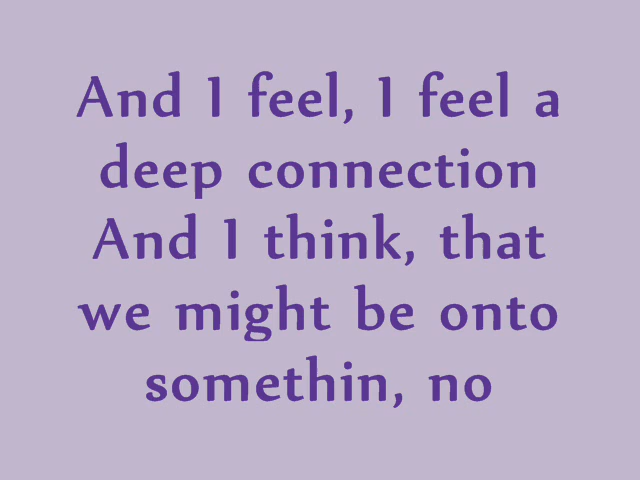 And I feel, I feel a
deep connection
And I think, that
we might be onto
somethin, no